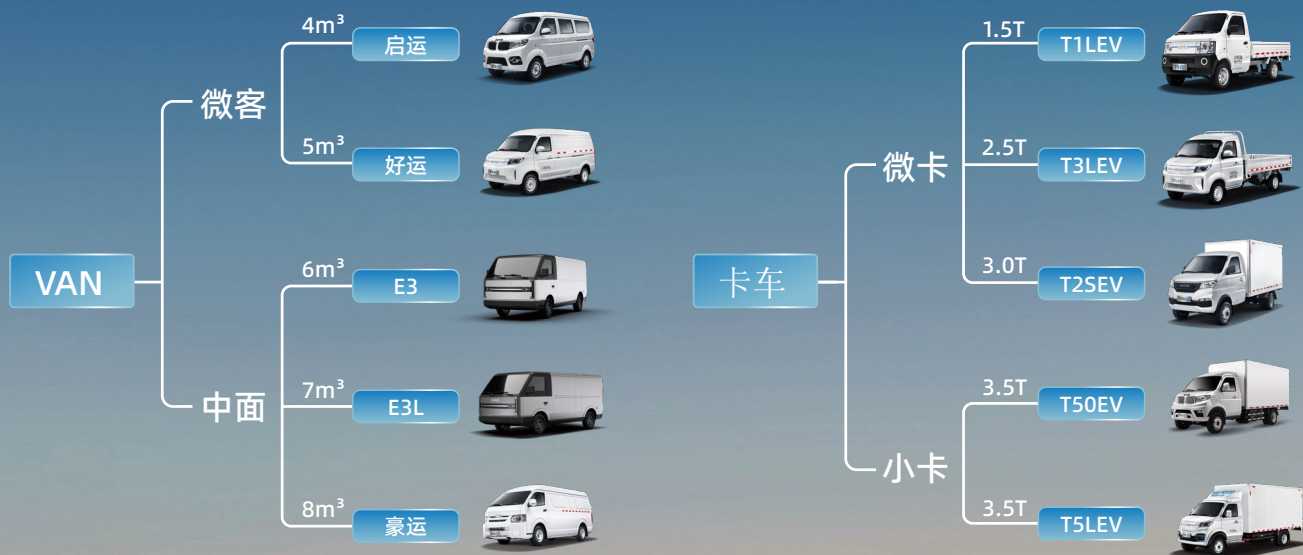 VAN
微客
4m³
启运
5m³
好运
中面
6m³
E3
7m³
E3L
8m³
豪运
卡车
微卡
1.5T
T1LEV
2.5T
T3LEV
3.0T
T2SEV
小卡
3.5T
T50EV
3.5T
T5LEV